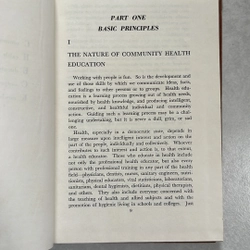 PART ONE
BASIC PRINCIPLES
I
THE NATURE OF COMMUNITY HEALTH
EDUCATION
Working with people is fun. So is the development and
use of those skills by which we communicate ideas, facts,
and feelings to other persons or to groups. Health educa-
tion is a learning process growing out of health needs,
nourished by health knowledge, and producing intelligent,
constructive, and healthful individual and community
action. Guiding such a learning process may be a chal-
lenging undertaking, but it is never a dull, or a deadening
one.
Health, especially in a democratic state, depends in
large measure upon intelligent interest and action on the
part of the people, individually and collectively. Whoever
contributes to such interest and action is, to that extent,
a health educator. Those who educate in health include
not only the professional health educator, but also every
person with professional training in any part of the health
field—physicians, dentists, nurses, sanitary engineers, nutri-
tionists, physical educators, vital statisticians, laboratorians,
sanitarians, dental hygienists, dietitians, physical therapists,
and others. They also include everyone concerned with
the teaching of health and allied subjects and with the
promotion of hygienic living in schools and colleges. Just